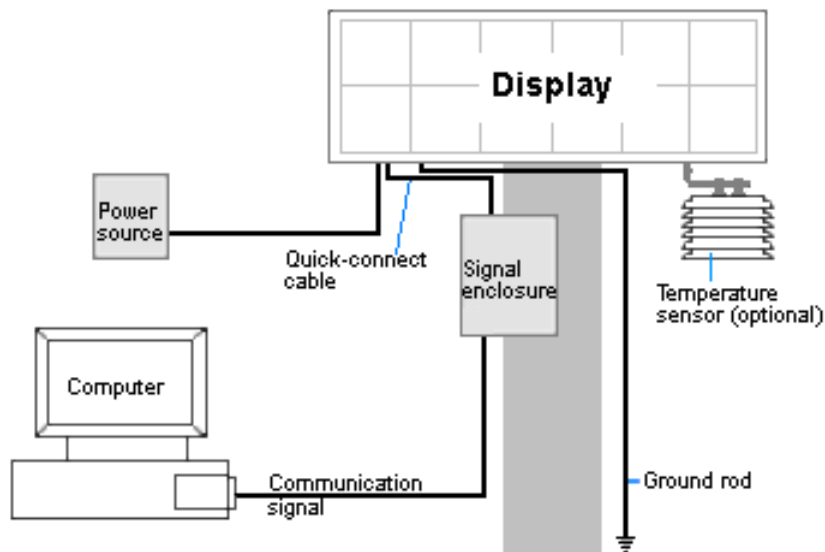 Display
Power
source
Quick-connect
cable
Signal
enclosure
Temperature
sensor (optional)
Computer
Communication
signal
Ground rod